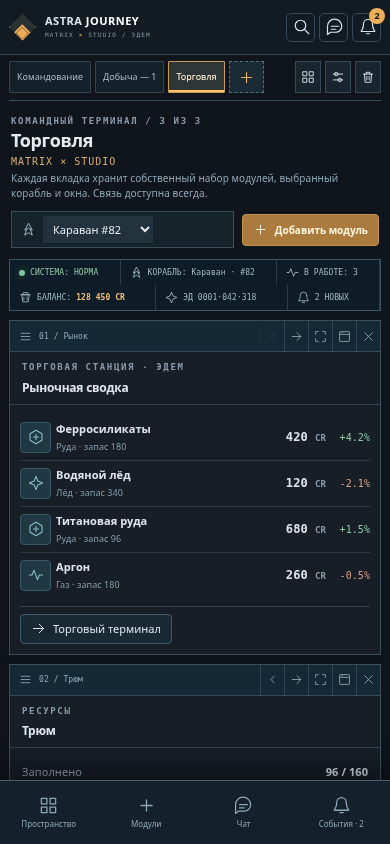 ASTRA JOURNEY
MATRIX × STUDIO / ЭДЕМ
2
Командование
Добыча — 1
Торговля
КОМАНДНЫЙ ТЕРМИНАЛ / 3 ИЗ 3
Торговля
MATRIX × STUDIO
Каждая вкладка хранит собственный набор модулей, выбранный
корабль и окна. Связь доступна всегда.
Караван #82
Добавить модуль
СИСТЕМА: НОРМА
КОРАБЛЬ: Караван · #82
В РАБОТЕ: 3
БАЛАНС: 128 450 CR
ЭД 0001·042·318
2 НОВЫХ
01 / Рынок
ТОРГОВАЯ СТАНЦИЯ · ЭДЕМ
Рыночная сводка
Ферросиликаты
Руда · запас 180
420 CR +4.2%
Водяной лёд
Лёд · запас 340
120 CR -2.1%
Титановая руда
Руда · запас 96
680 CR +1.5%
Аргон
Газ · запас 180
260 CR -0.5%
Торговый терминал
02 / Трюм
РЕСУРСЫ
Трюм
Заполнено 96 / 160
Пространство
Модули
Чат
События · 2